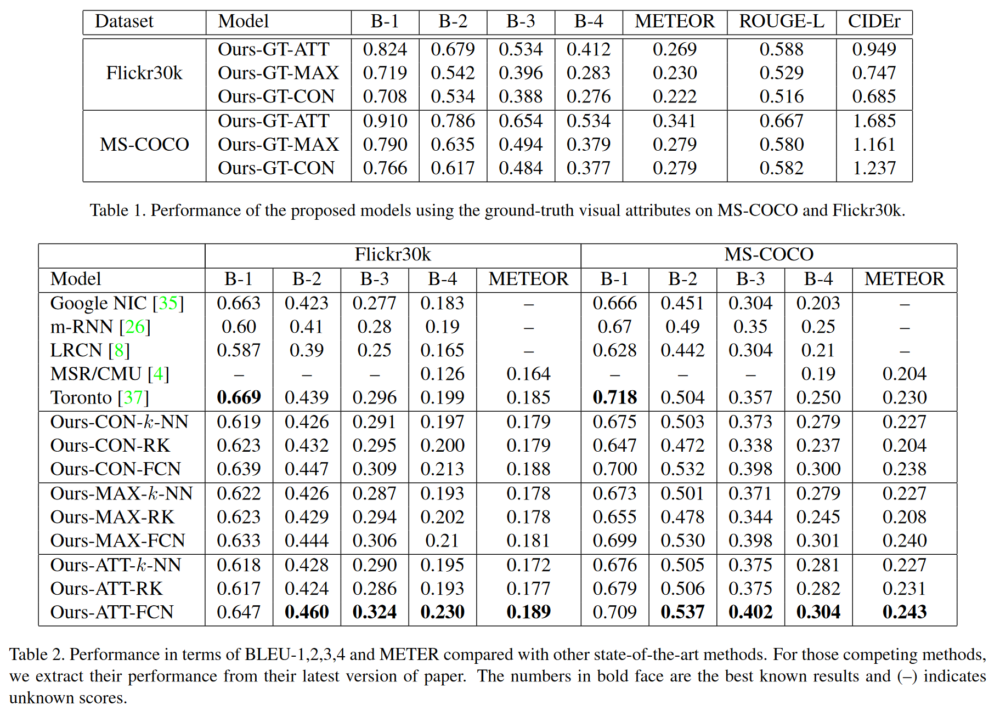 Dataset Model B-1 B-2 B-3 B-4 METEOR ROUGE-L CIDEr
Ours-GT-ATT 0.824 0.679 0.534 0.412 0.269 0.588 0.949
Flickr30k Ours-GT-MAX 0.719 0.542 0.396 0.283 0.230 0.529 0.747
Ours-GT-CON 0.708 0.534 0.388 0.276 0.222 0.516 0.685
Ours-GT-ATT 0.910 0.786 0.654 0.534 0.341 0.667 1.685
MS-COCO Ours-GT-MAX 0.790 0.635 0.494 0.379 0.279 0.580 1.161
Ours-GT-CON 0.766 0.617 0.484 0.377 0.279 0.582 1.237
Table 1. Performance of the proposed models using the ground-truth visual attributes on MS-COCO and Flickr30k.
Flickr30k MS-COCO
Model B-1 B-2 B-3 B-4 METEOR B-1 B-2 B-3 B-4 METEOR
Google NIC [35] 0.663 0.423 0.277 0.183 – 0.666 0.451 0.304 0.203 –
m-RNN [26] 0.60 0.41 0.28 0.19 – 0.67 0.49 0.35 0.25 –
LRCN [8] 0.587 0.39 0.25 0.165 – 0.628 0.442 0.304 0.21 –
MSR/CMU [4] – – – 0.126 0.164 – – – 0.19 0.204
Toronto [37] 0.669 0.439 0.296 0.199 0.185 0.718 0.504 0.357 0.250 0.230
Ours-CON-k-NN 0.619 0.426 0.291 0.197 0.179 0.675 0.503 0.373 0.279 0.227
Ours-CON-RK 0.623 0.432 0.295 0.200 0.179 0.647 0.472 0.338 0.237 0.204
Ours-CON-FCN 0.639 0.447 0.309 0.213 0.188 0.700 0.532 0.398 0.300 0.238
Ours-MAX-k-NN 0.622 0.426 0.287 0.193 0.178 0.673 0.501 0.371 0.279 0.227
Ours-MAX-RK 0.623 0.429 0.294 0.202 0.178 0.655 0.478 0.344 0.245 0.208
Ours-MAX-FCN 0.633 0.444 0.306 0.21 0.181 0.699 0.530 0.398 0.301 0.240
Ours-ATT-k-NN 0.618 0.428 0.290 0.195 0.172 0.676 0.505 0.375 0.281 0.227
Ours-ATT-RK 0.617 0.424 0.286 0.193 0.177 0.679 0.506 0.375 0.282 0.231
Ours-ATT-FCN 0.647 0.460 0.324 0.230 0.189 0.709 0.537 0.402 0.304 0.243
Table 2. Performance in terms of BLEU-1,2,3,4 and METER compared with other state-of-the-art methods. For those competing methods,
we extract their performance from their latest version of paper. The numbers in bold face are the best known results and (–) indicates
unknown scores.